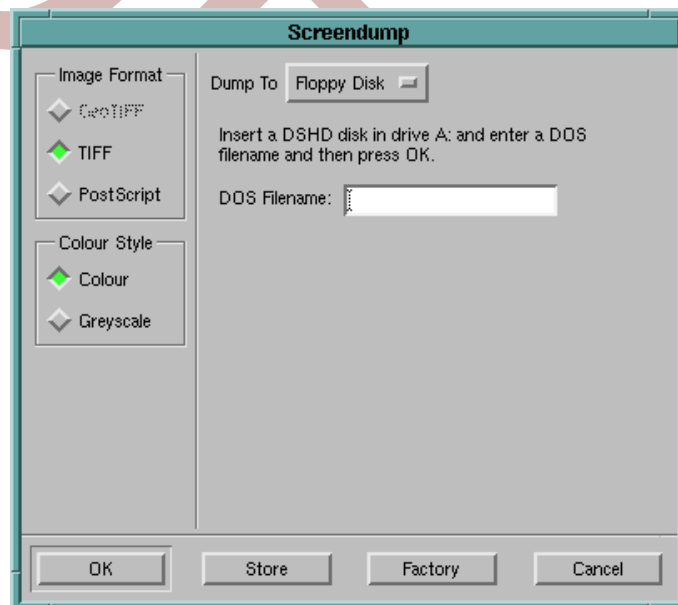 Screendump
Image Format
GeoTIFF
TIFF
PostScript
Colour Style
Colour
Greyscale
Dump To Floppy Disk
Insert a DSHD disk in drive A: and enter a DOS
filename and then press OK.
DOS Filename:
OK Store Factory Cancel